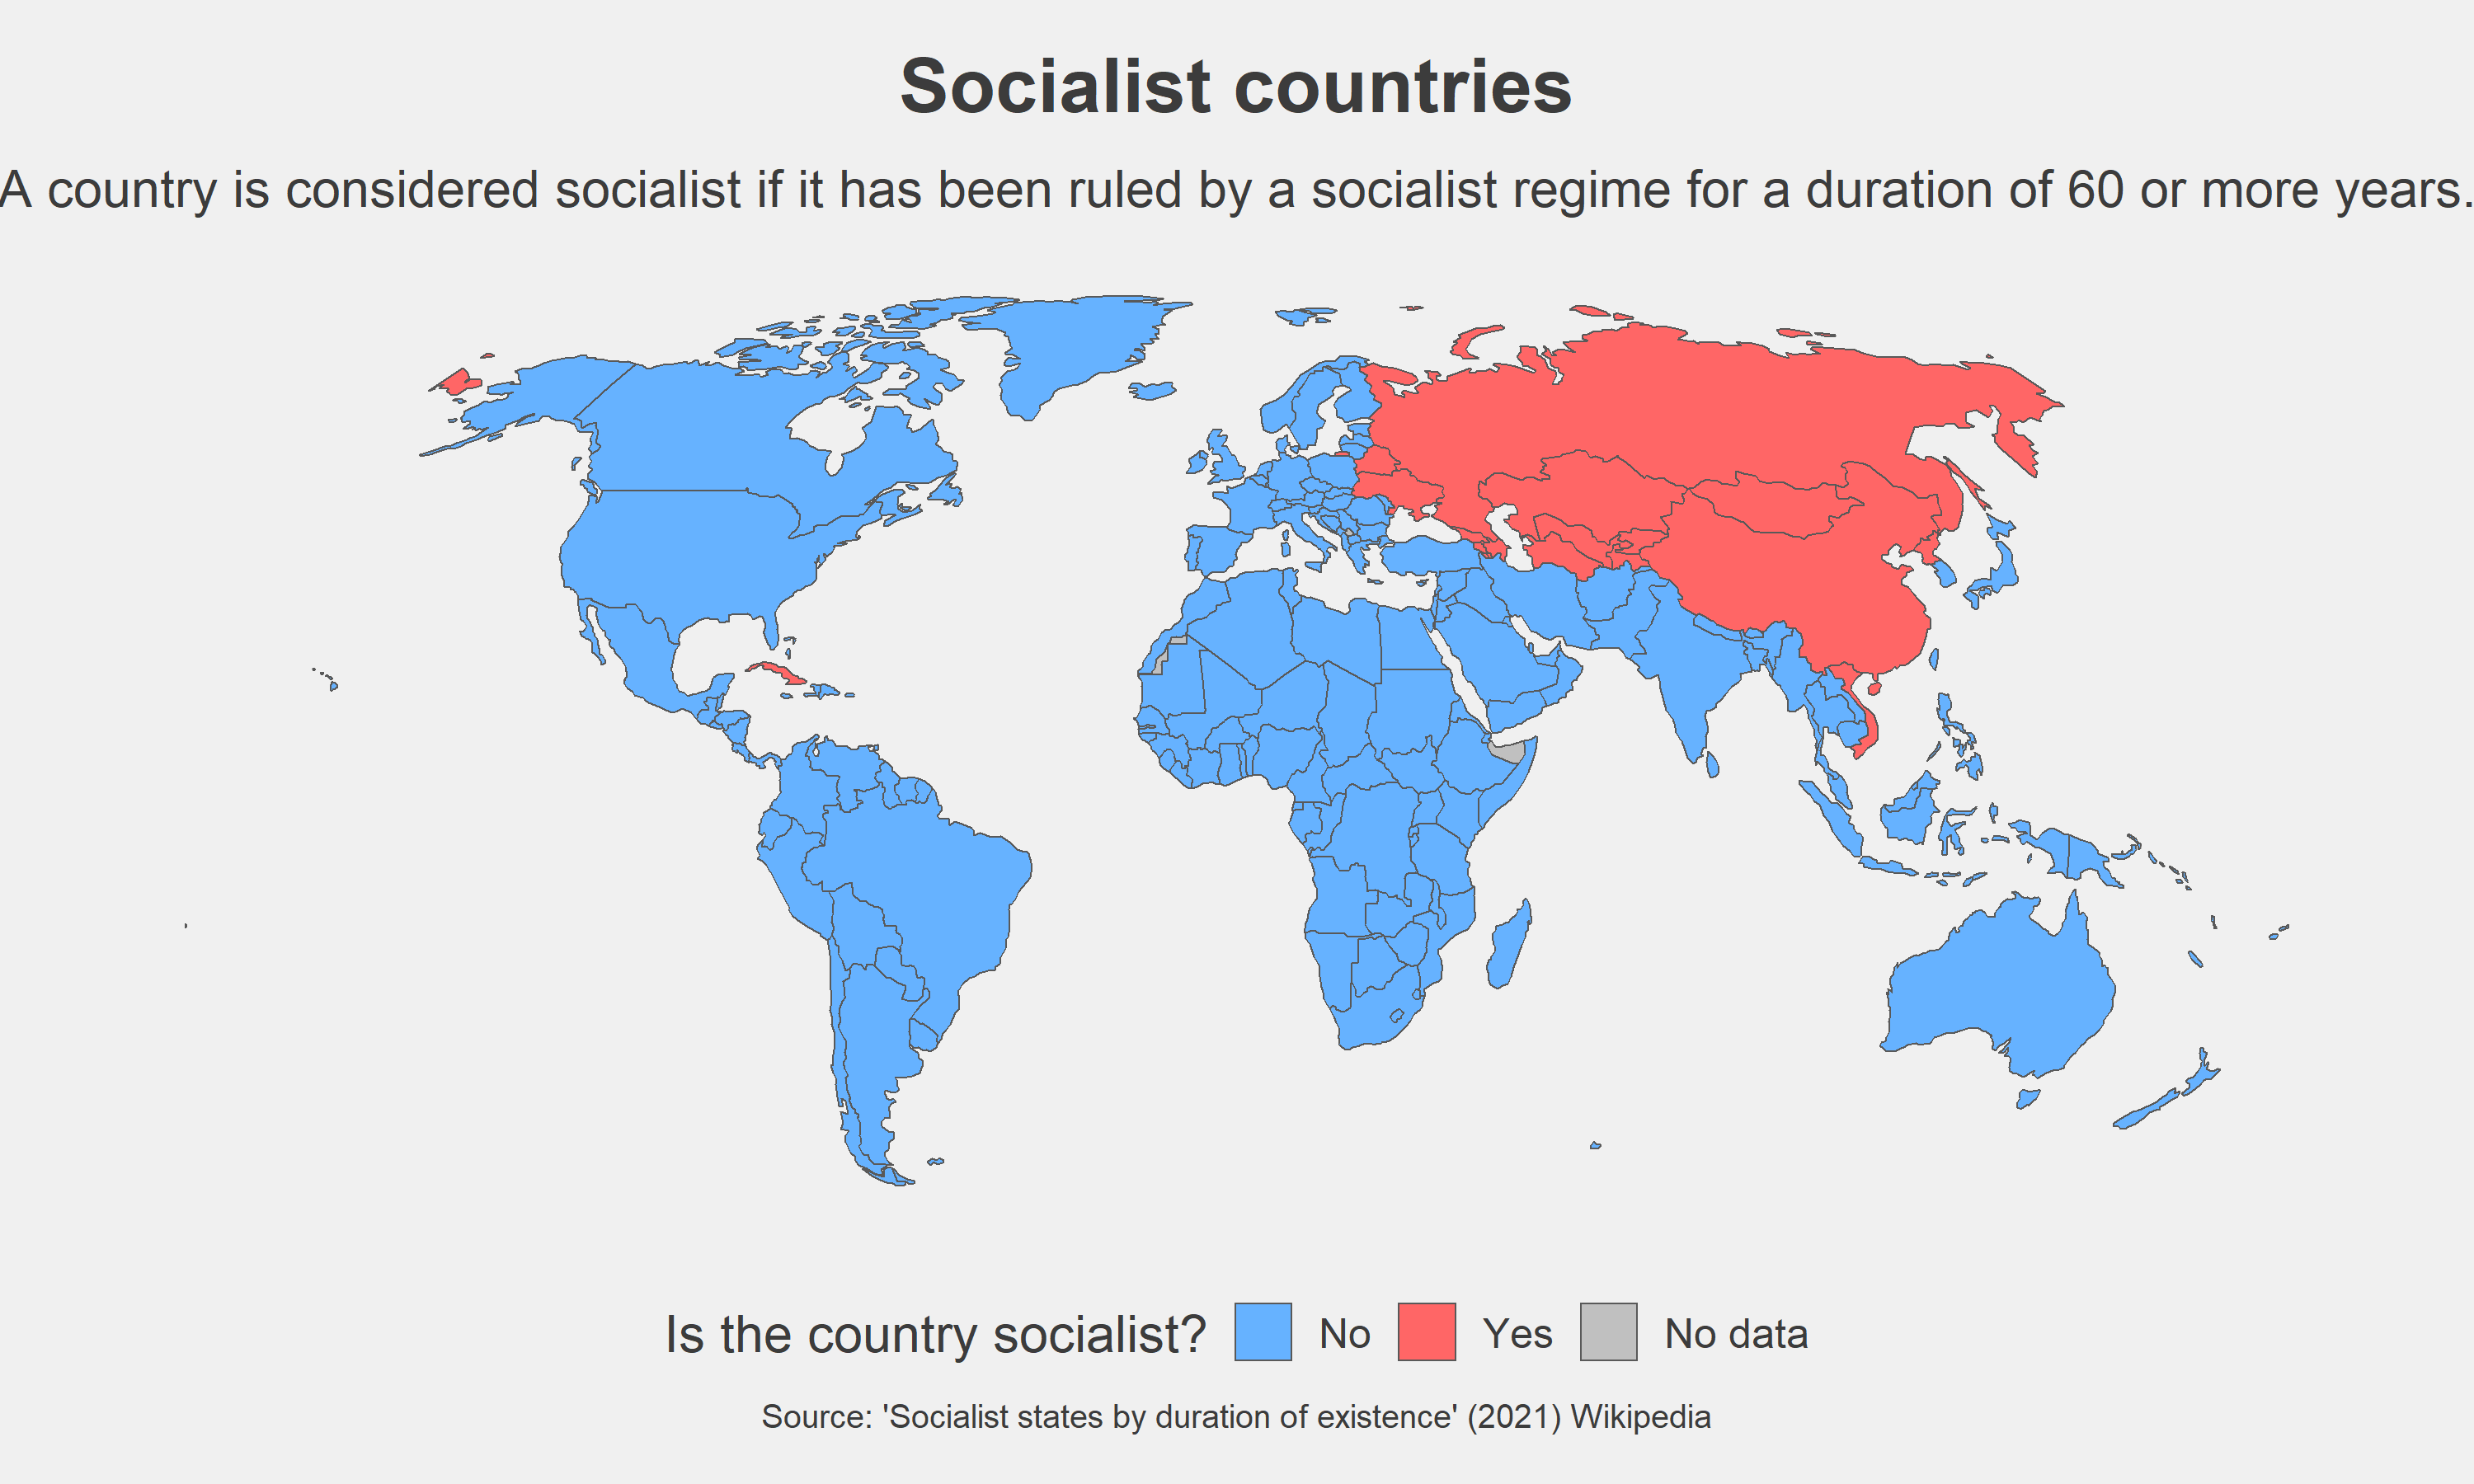 Socialist countries
A country is considered socialist if it has been ruled by a socialist regime for a duration of 60 or more years.
Is the country socialist? No Yes No data
Source: 'Socialist states by duration of existence' (2021) Wikipedia